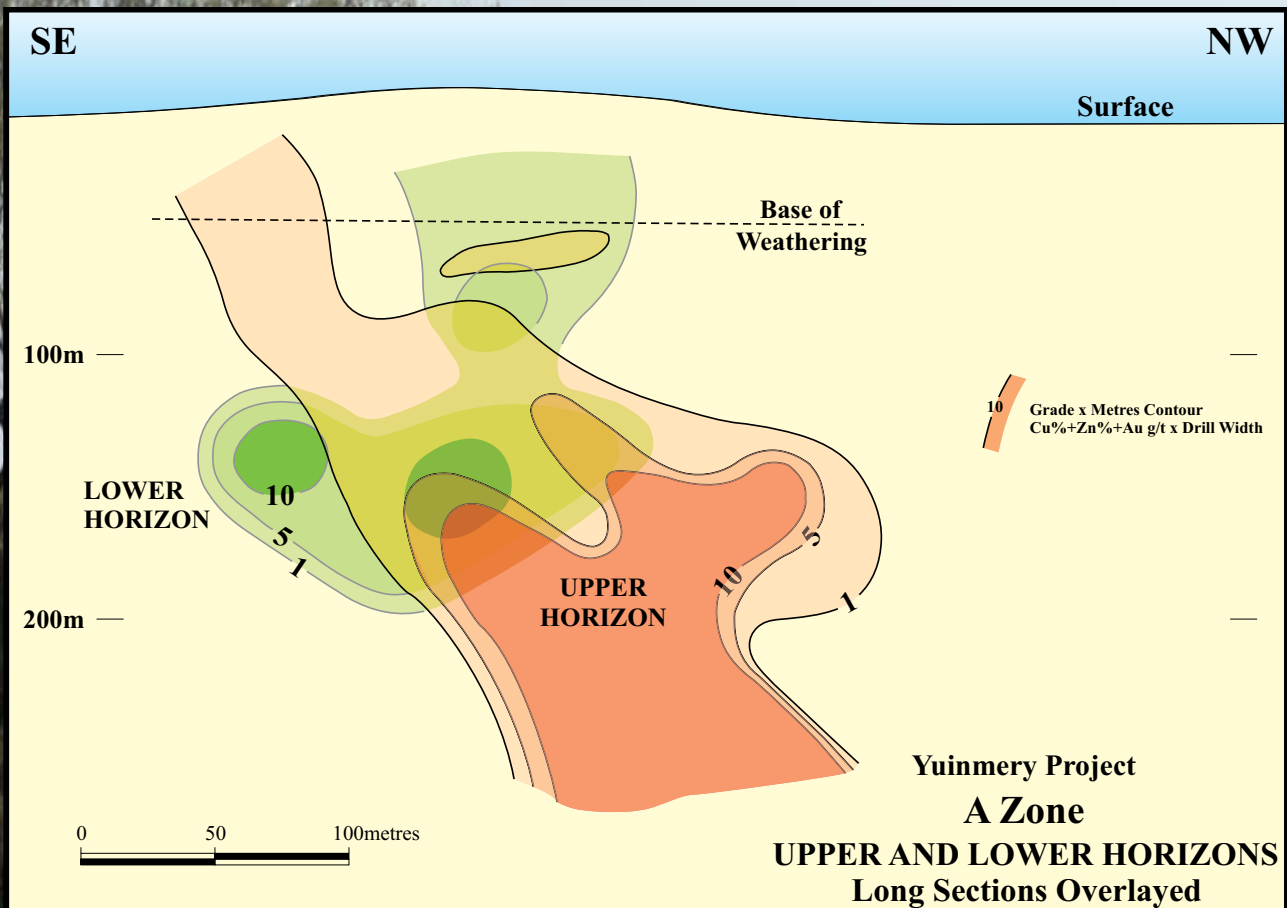 SE
NW
Surface
Base of
Weathering
100m
10
Grade x Metres Contour
Cu%+Zn%+Au g/t x Drill Width
LOWER
HORIZON
10
5
1
5
10
1
UPPER
HORIZON
200m
Yuinmery Project
A Zone
UPPER AND LOWER HORIZONS
Long Sections Overlayed
0
50
100metres